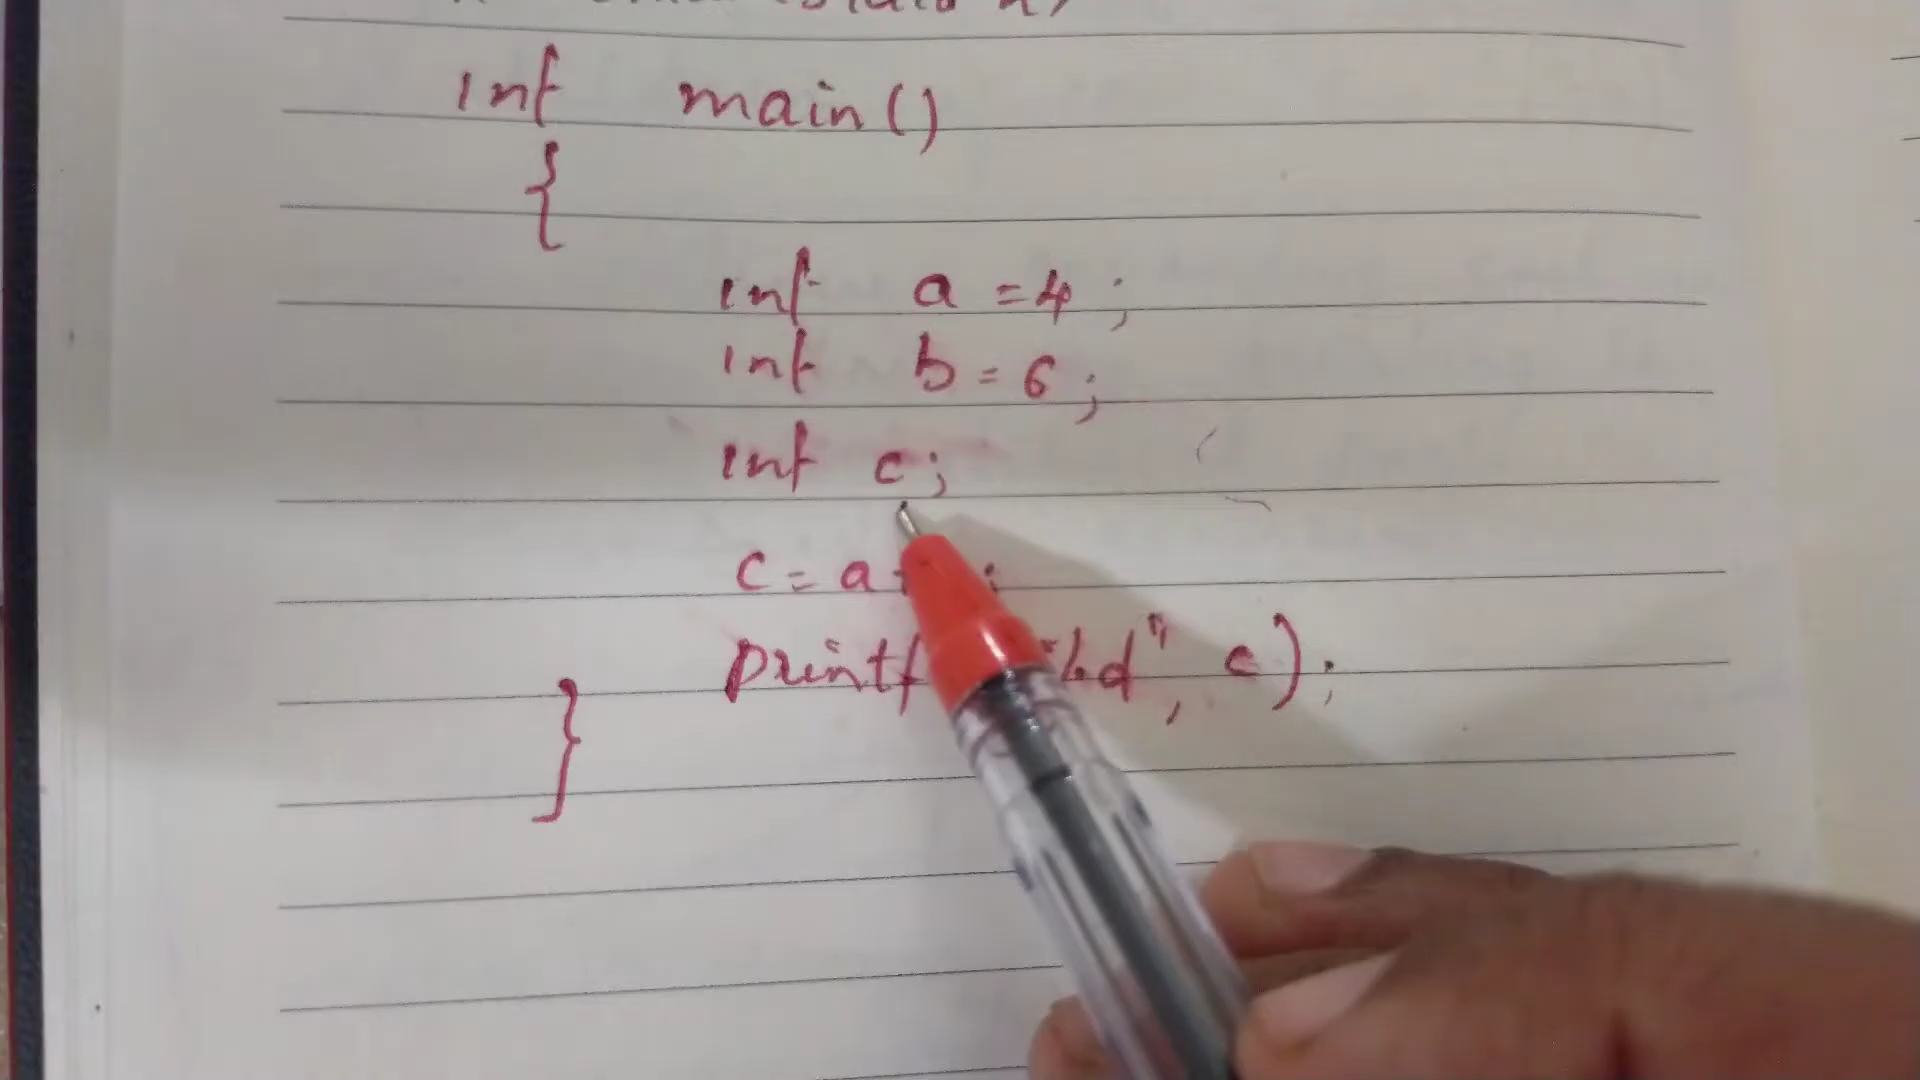 int main()
{
int a = 4;
int b = 6;
int c;
c = a
printf %d", c);
}